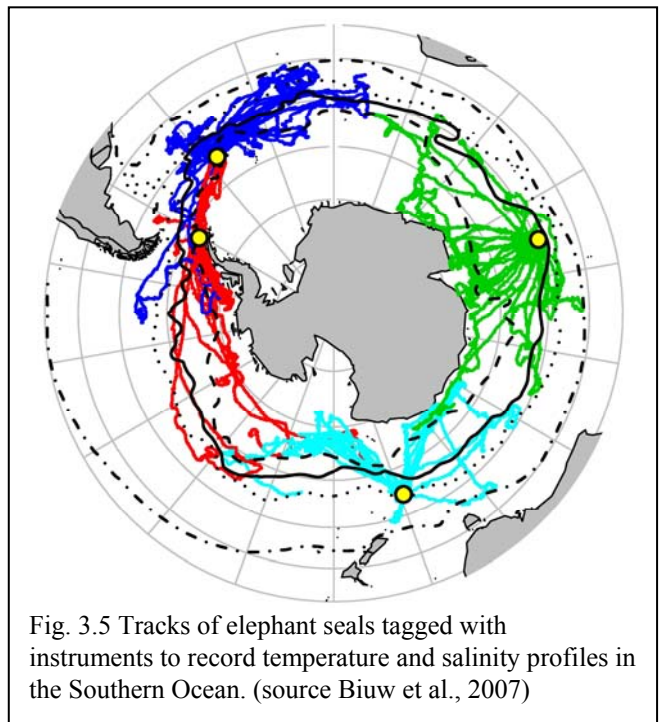 Fig. 3.5 Tracks of elephant seals tagged with
instruments to record temperature and salinity profiles in
the Southern Ocean. (source Biuw et al., 2007)